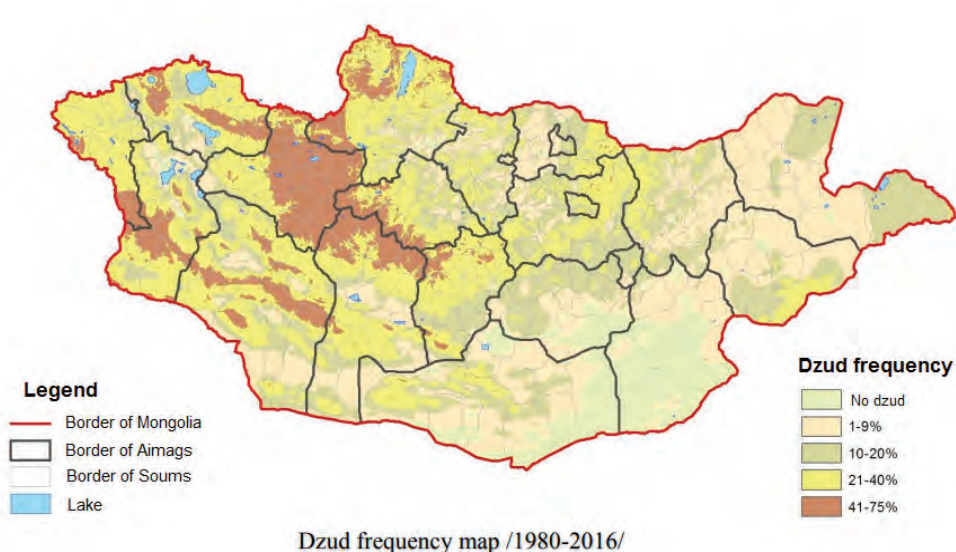 Legend
Border of Mongolia
Border of Aimags
Border of Soums
Lake
Dzud frequency
No dzud
1-9%
10-20%
21-40%
41-75%
Dzud frequency map /1980-2016/